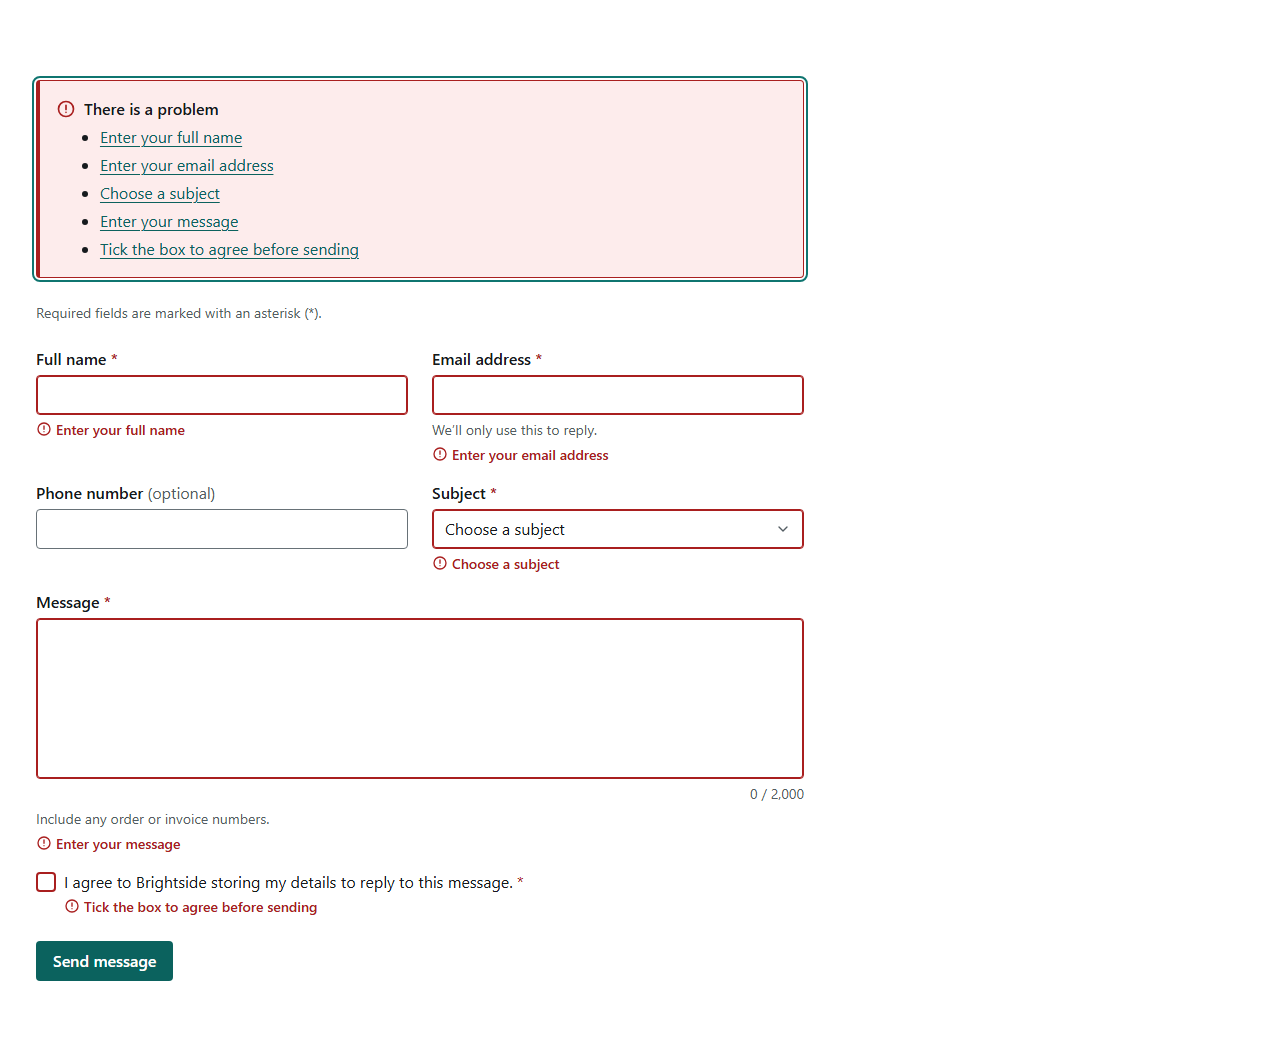 There is a problem
Enter your full name
Enter your email address
Choose a subject
Enter your message
Tick the box to agree before sending
Required fields are marked with an asterisk (*).
Full name *
Enter your full name
Email address *
We'll only use this to reply.
Enter your email address
Phone number (optional)
Subject *
Choose a subject
Choose a subject
Message *
0 / 2,000
Include any order or invoice numbers.
Enter your message
I agree to Brightside storing my details to reply to this message. *
Tick the box to agree before sending
Send message